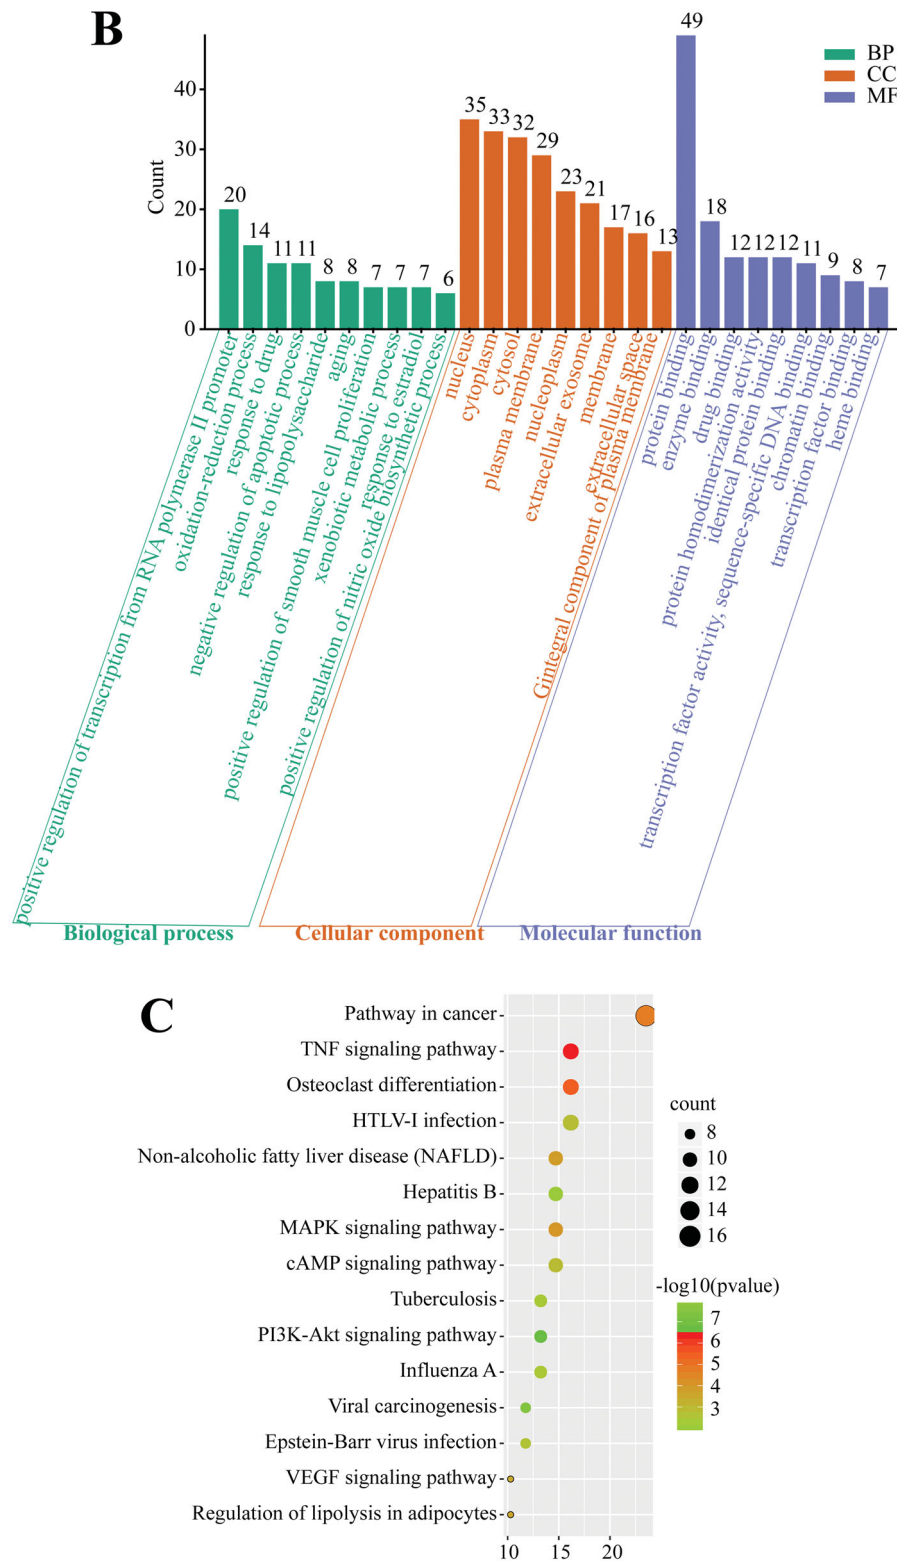 B
49
BP
CC
MF
40
30
20
10
0
Count
20
14
11
11
8
8
7
7
7
6
35
33
32
29
23
21
17
16
13
18
12
12
12
11
9
8
7
positive regulation of transcription from RNA polymerase II promoter
oxidation-reduction process
response to drug
negative regulation of apoptotic process
response to lipopolysaccharide
aging
positive regulation of smooth muscle cell proliferation
xenobiotic metabolic process
response to estradiol
positive regulation of nitric oxide biosynthetic process
nucleus
cytoplasm
cytosol
plasma membrane
nucleoplasm
extracellular exosome
membrane
extracellular space
Gintegral component of plasma membrane
protein binding
enzyme binding
drug binding
protein homodimerization activity
identical protein binding
transcription factor activity, sequence-specific DNA binding
chromatin binding
transcription factor binding
heme binding
Biological process
Cellular component
Molecular function
C
Pathway in cancer
TNF signaling pathway
Osteoclast differentiation
HTLV-I infection
Non-alcoholic fatty liver disease (NAFLD)
Hepatitis B
MAPK signaling pathway
cAMP signaling pathway
Tuberculosis
PI3K-Akt signaling pathway
Influenza A
Viral carcinogenesis
Epstein-Barr virus infection
VEGF signaling pathway
Regulation of lipolysis in adipocytes
10 15 20
count
8
10
12
14
16
-log10(pvalue)
7
6
5
4
3